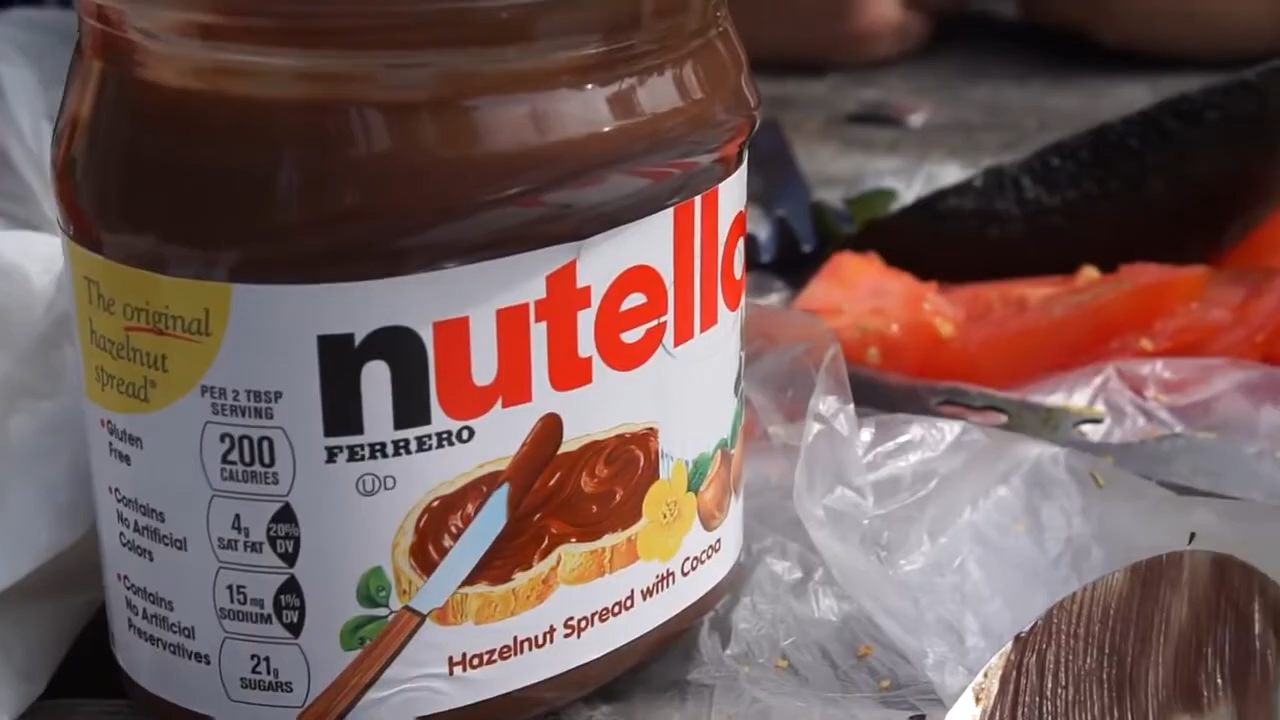 The original
hazelnut
spread®
nutella
FERRERO
UD
PER 2 TBSP
SERVING
200
CALORIES
4g
SAT FAT
20%
DV
15mg
SODIUM
1%
DV
21g
SUGARS
•Gluten
Free
•Contains
No Artificial
Colors
•Contains
No Artificial
Preservatives
Hazelnut Spread with Cocoa